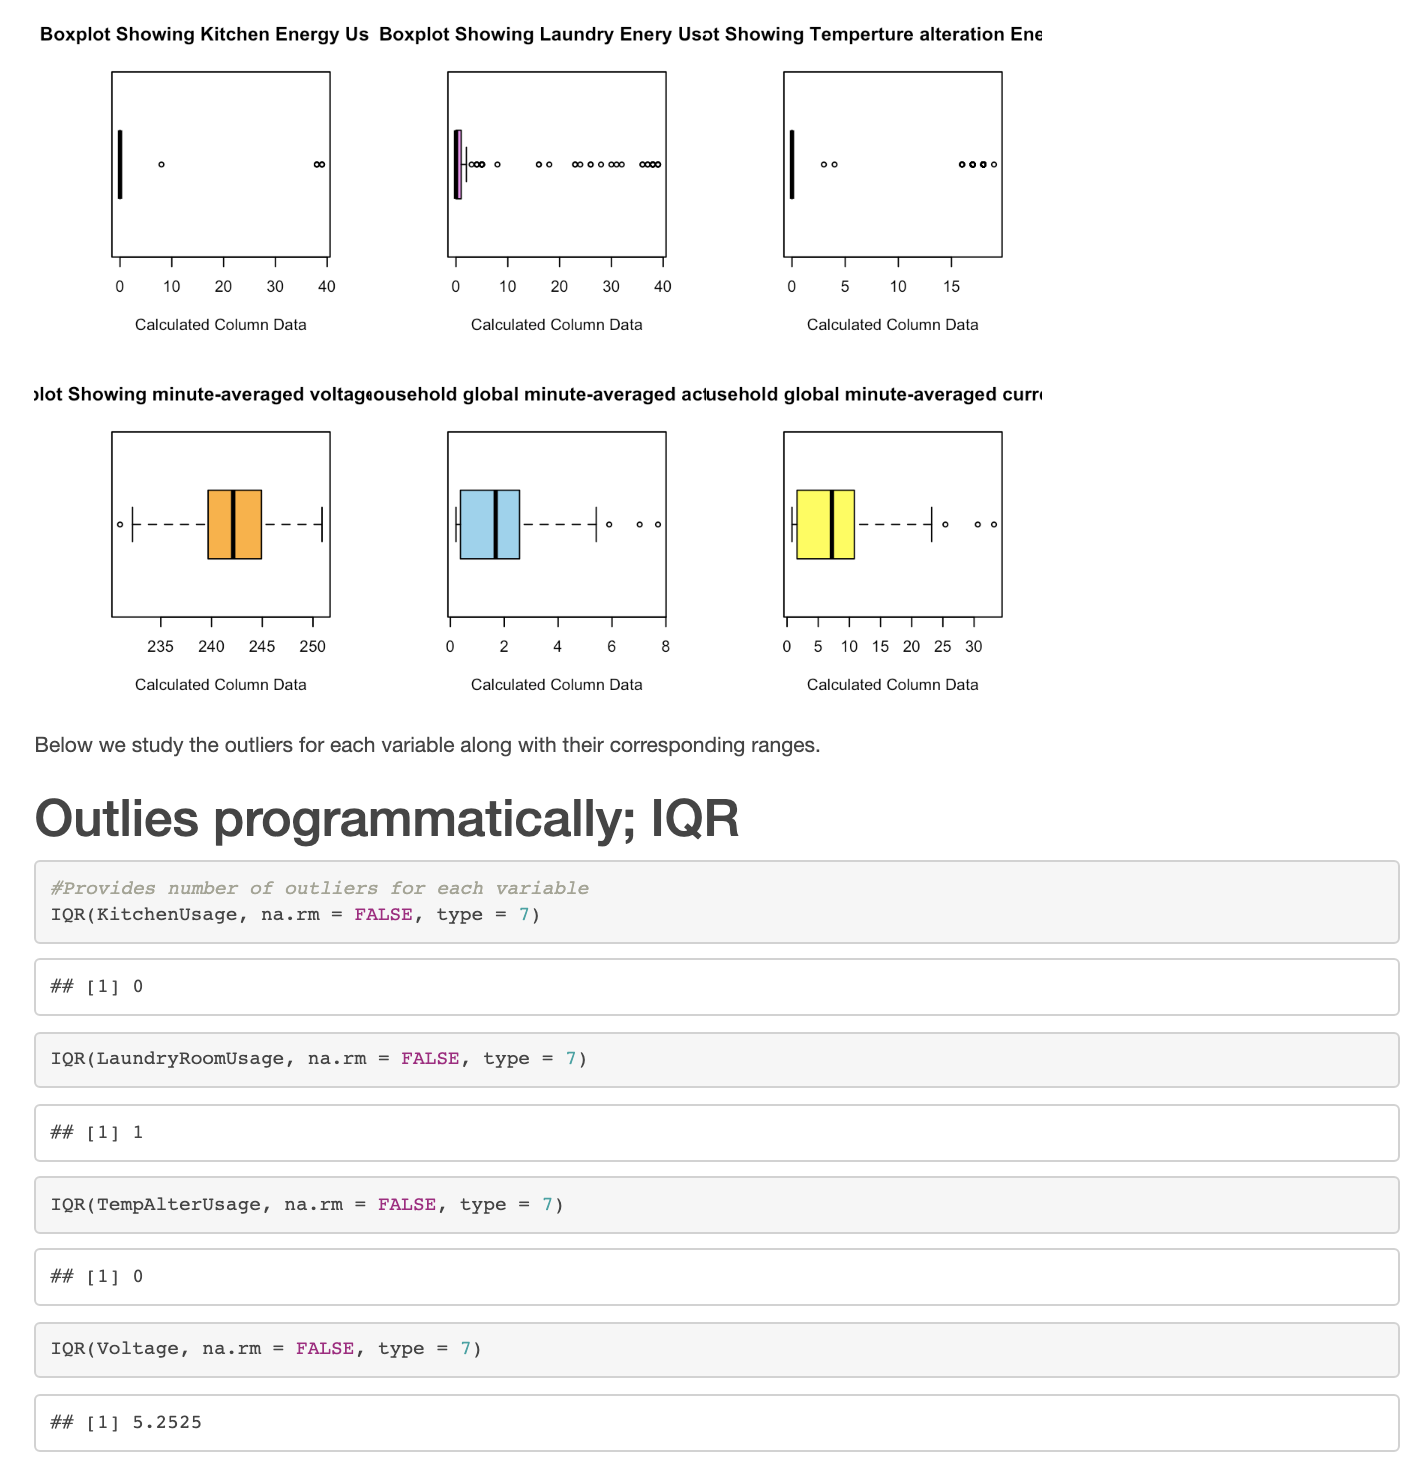 Boxplot Showing Kitchen Energy Us Boxplot Showing Laundry Enery Us ot Showing Temperture alteration Ene
0 10 20 30 40 0 10 20 30 40 0 5 10 15
Calculated Column Data Calculated Column Data Calculated Column Data
plot Showing minute-averaged voltage ousehold global minute-averaged act usehold global minute-averaged curre
235 240 245 250 0 2 4 6 8 0 5 10 15 20 25 30
Calculated Column Data Calculated Column Data Calculated Column Data
Below we study the outliers for each variable along with their corresponding ranges.
Outlies programmatically; IQR
#Provides number of outliers for each variable
IQR(KitchenUsage, na.rm = FALSE, type = 7)
## [1] 0
IQR(LaundryRoomUsage, na.rm = FALSE, type = 7)
## [1] 1
IQR(TempAlterUsage, na.rm = FALSE, type = 7)
## [1] 0
IQR(Voltage, na.rm = FALSE, type = 7)
## [1] 5.2525